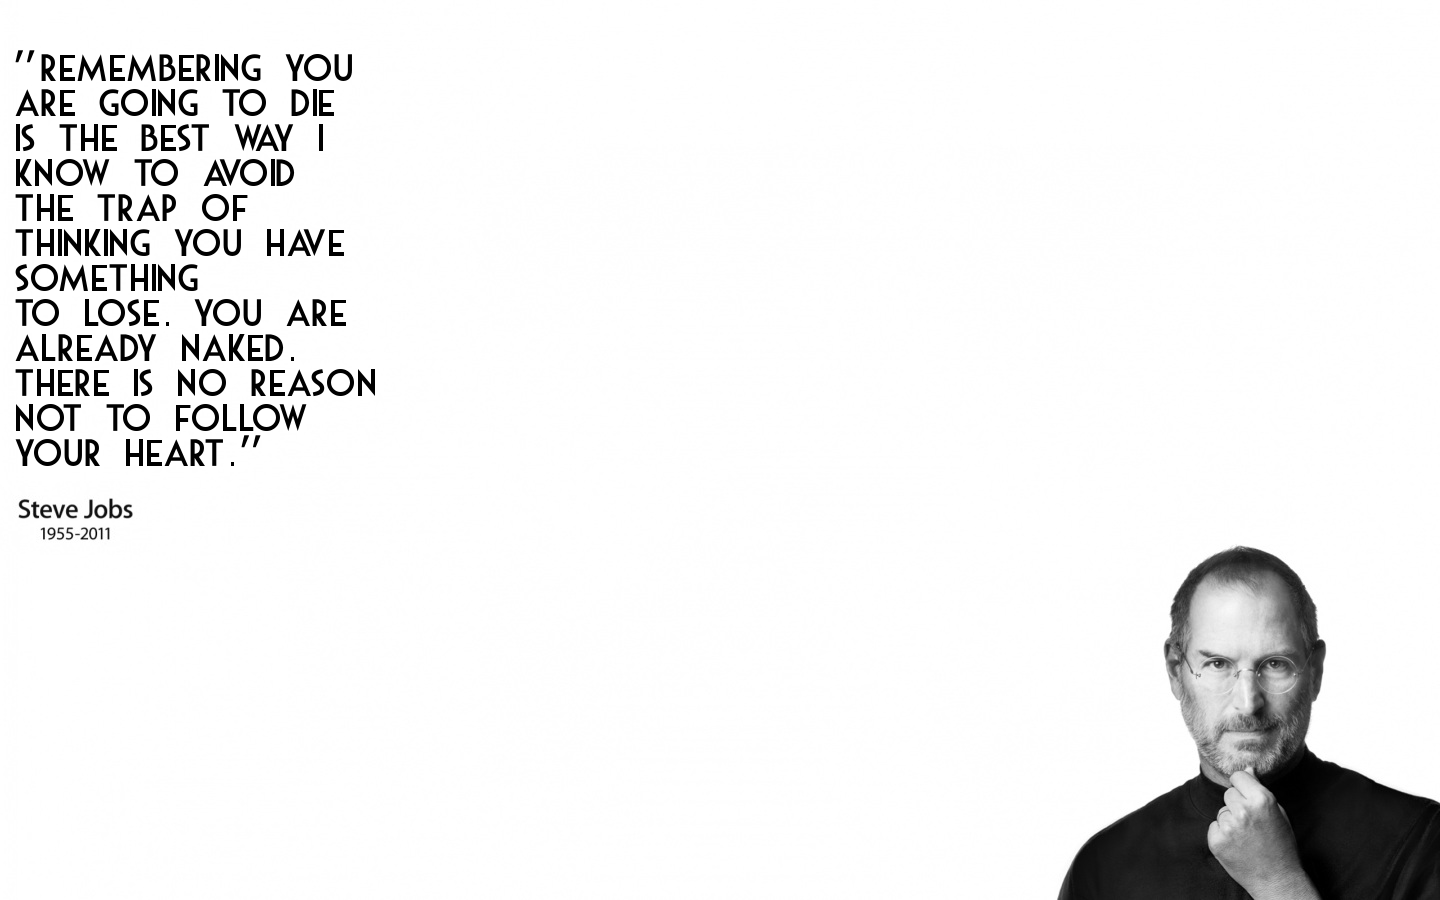 "REMEMBERING YOU
ARE GOING TO DIE
IS THE BEST WAY I
KNOW TO AVOID
THE TRAP OF
THINKING YOU HAVE
SOMETHING
TO LOSE. YOU ARE
ALREADY NAKED.
THERE IS NO REASON
NOT TO FOLLOW
YOUR HEART."
Steve Jobs
1955-2011